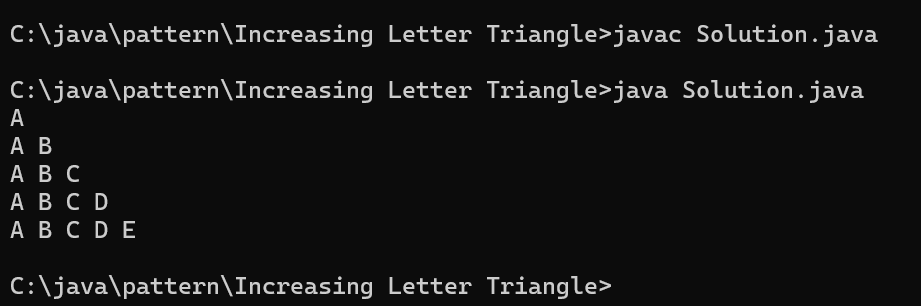 C:\java\pattern\Increasing Letter Triangle>javac Solution.java
C:\java\pattern\Increasing Letter Triangle>java Solution.java
A
A B
A B C
A B C D
A B C D E
C:\java\pattern\Increasing Letter Triangle>